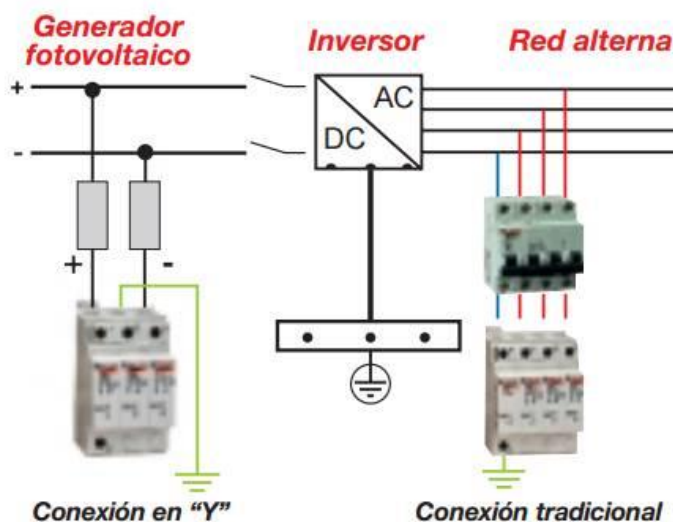 Generador
fotovoltaico
Inversor
Red alterna
+
-
AC
DC
+
-
Conexión en “Y”
Conexión tradicional